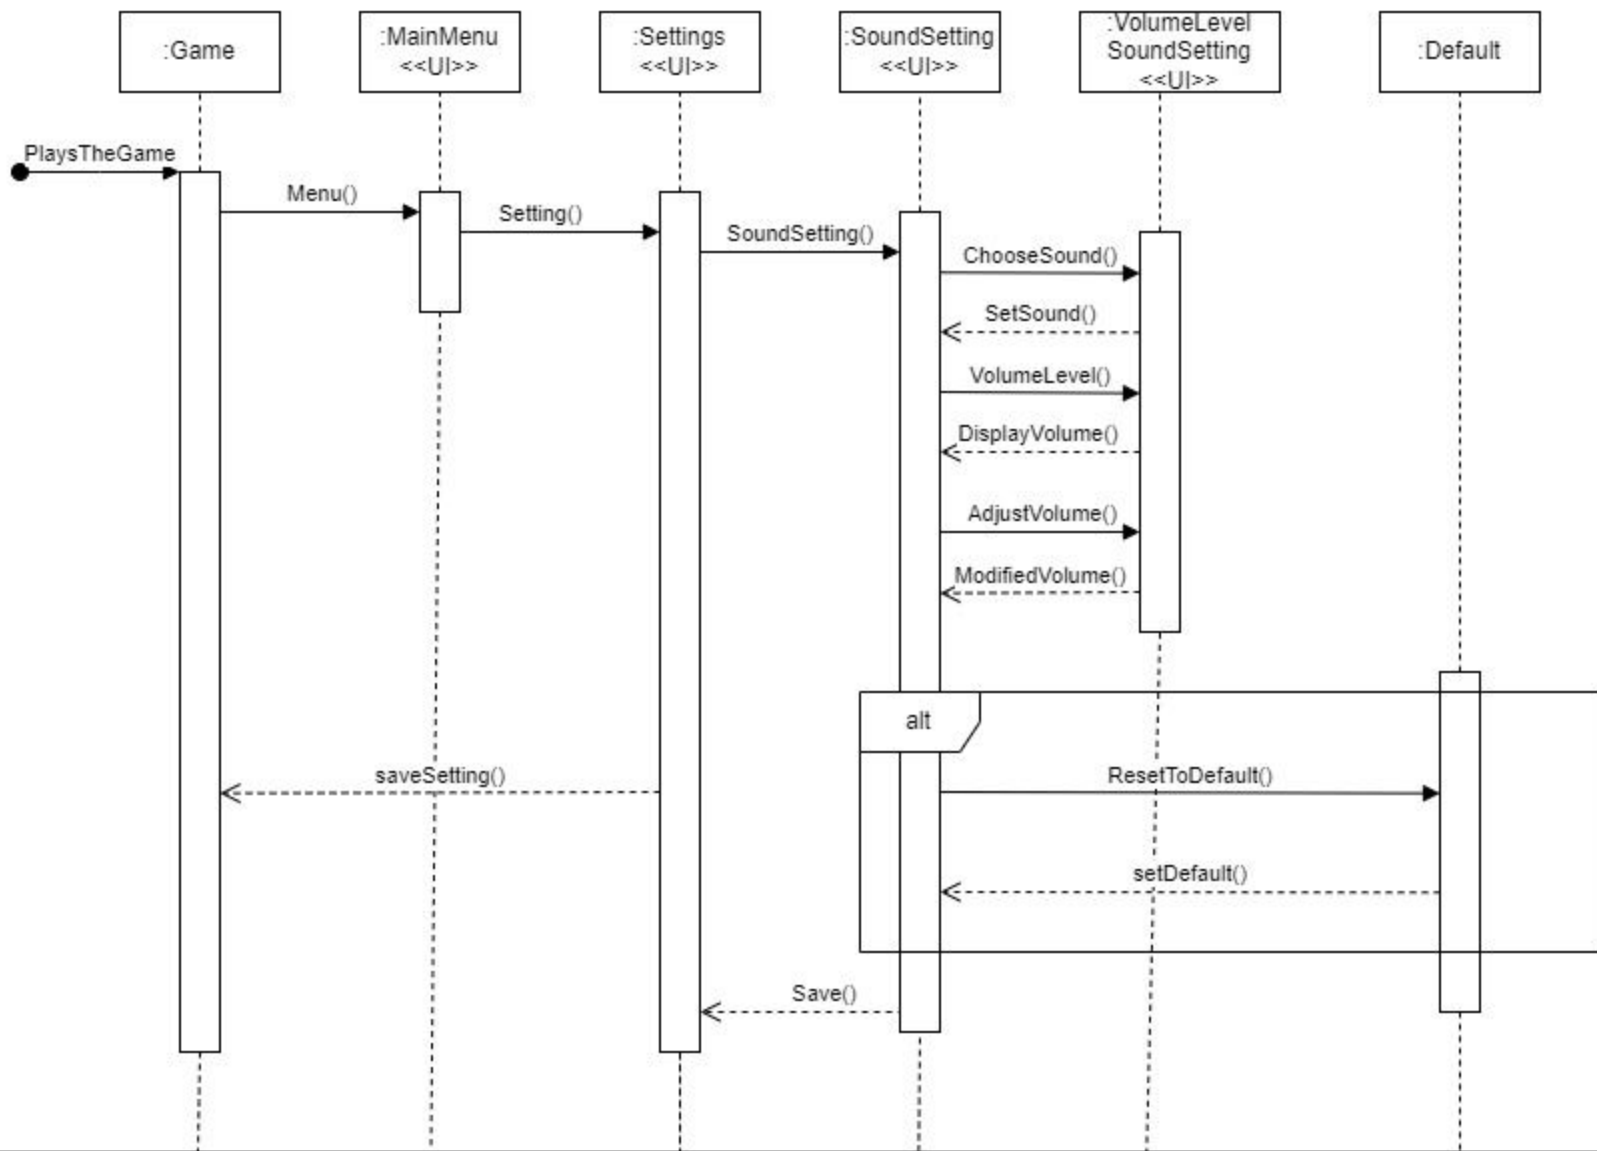 :Game
:MainMenu
<<UI>>
:Settings
<<UI>>
:SoundSetting
<<UI>>
:VolumeLevel
SoundSetting
<<UI>>
:Default
PlaysTheGame
Menu()
Setting()
SoundSetting()
ChooseSound()
SetSound()
VolumeLevel()
DisplayVolume()
AdjustVolume()
ModifiedVolume()
alt
saveSetting()
ResetToDefault()
setDefault()
Save()